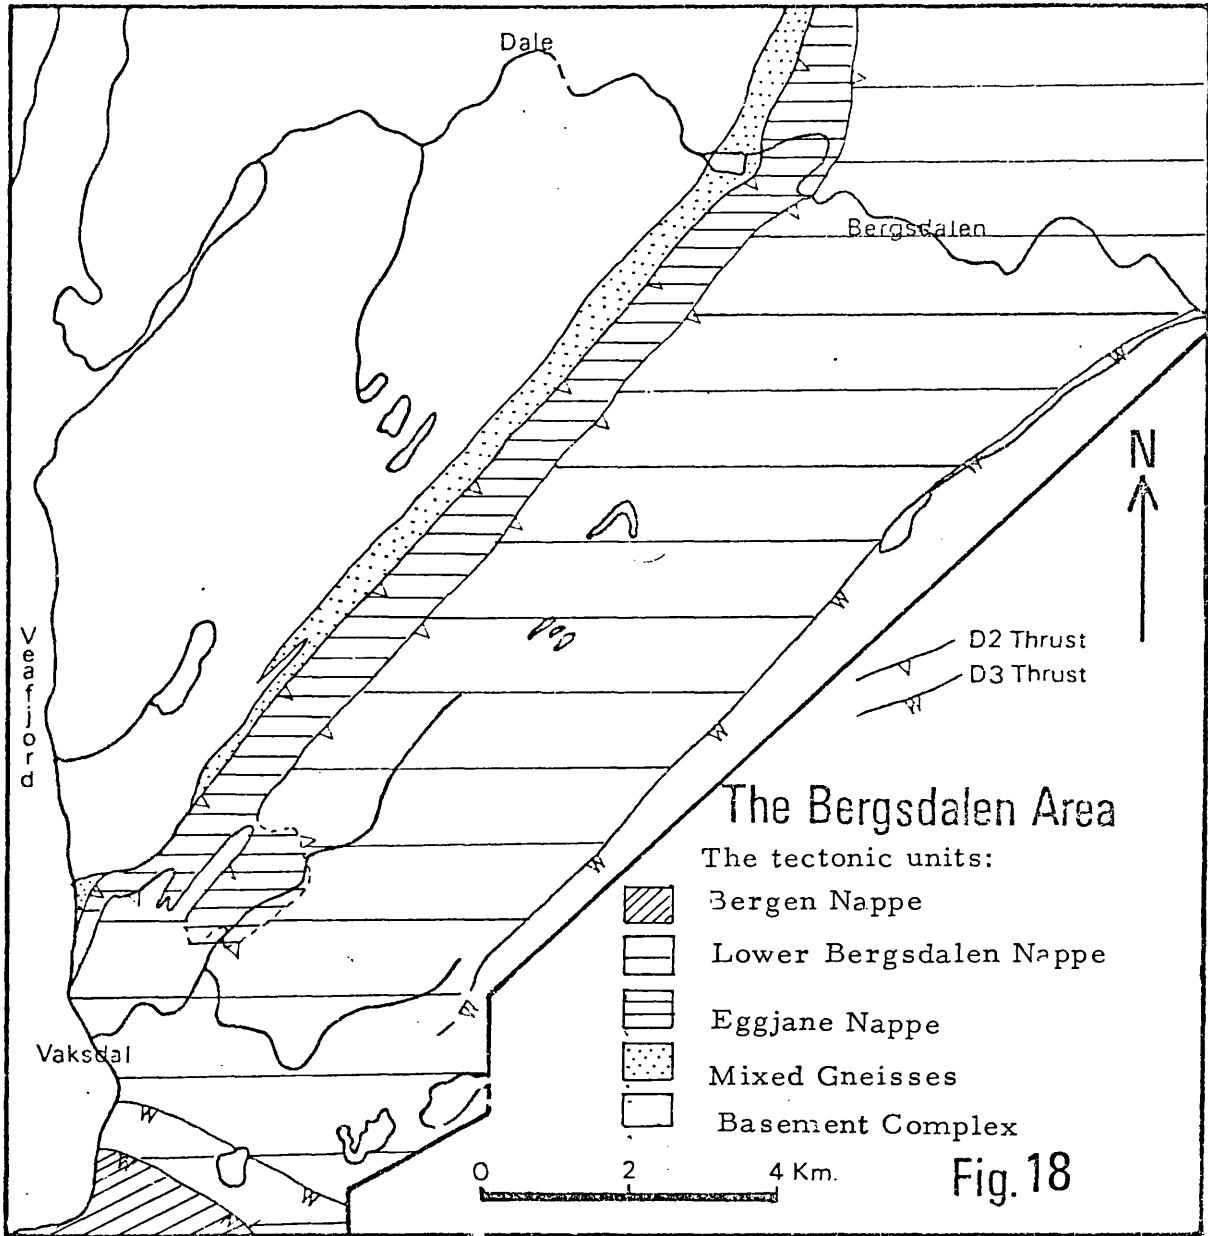 Dale
Bergsdalen
N
Veafjord
D2 Thrust
D3 Thrust
The Bergsdalen Area
The tectonic units:
Bergen Nappe
Lower Bergsdalen Nappe
Eggjane Nappe
Mixed Gneisses
Basement Complex
Vaksdal
0 2 4 Km.
Fig. 18